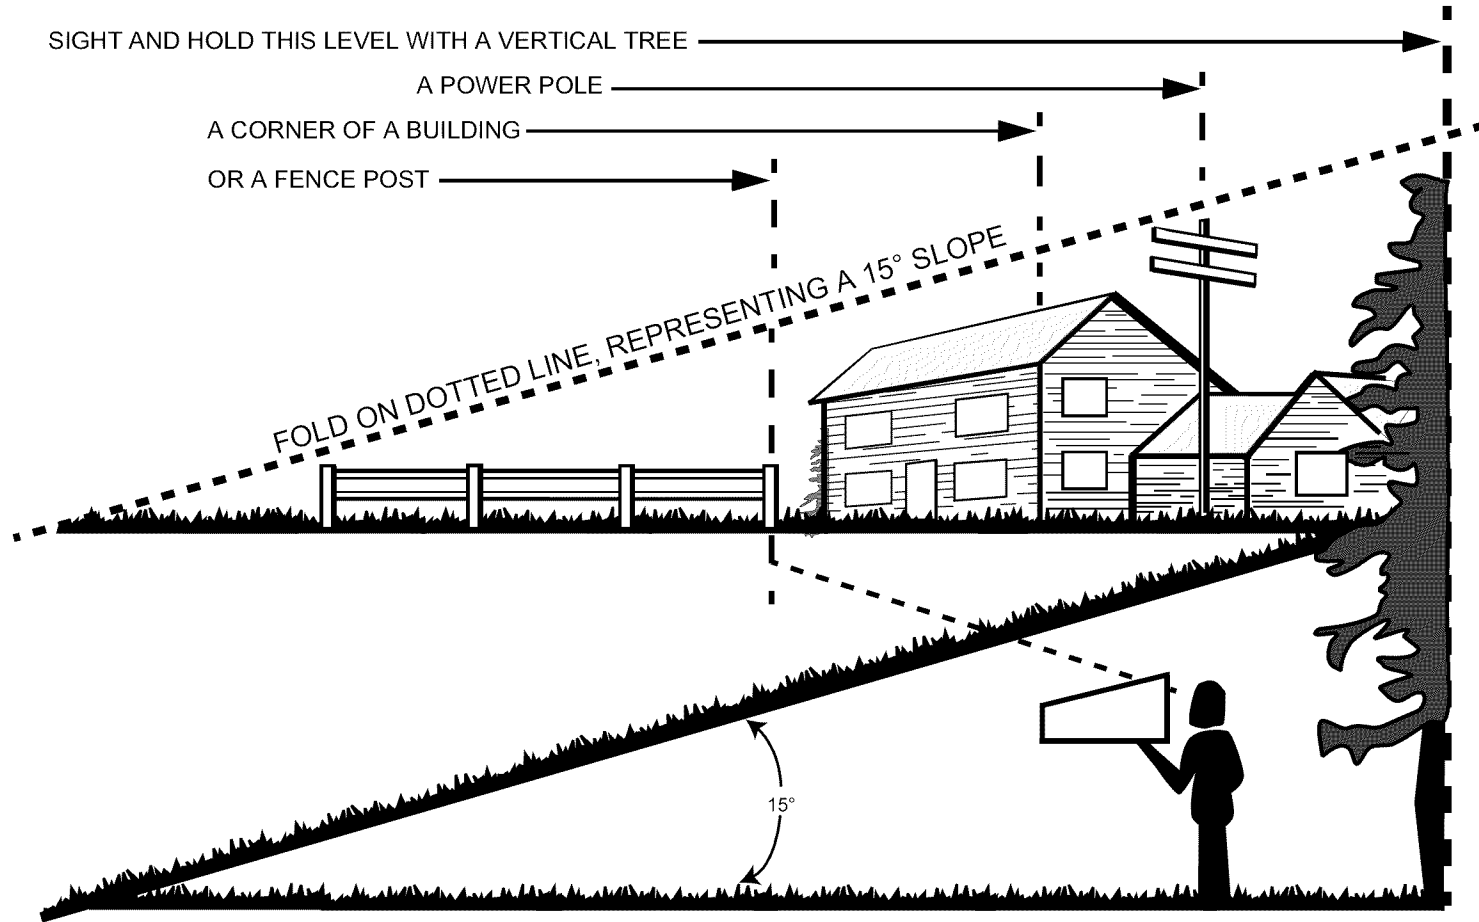 SIGHT AND HOLD THIS LEVEL WITH A VERTICAL TREE
A POWER POLE
A CORNER OF A BUILDING
OR A FENCE POST
FOLD ON DOTTED LINE, REPRESENTING A 15° SLOPE
15°